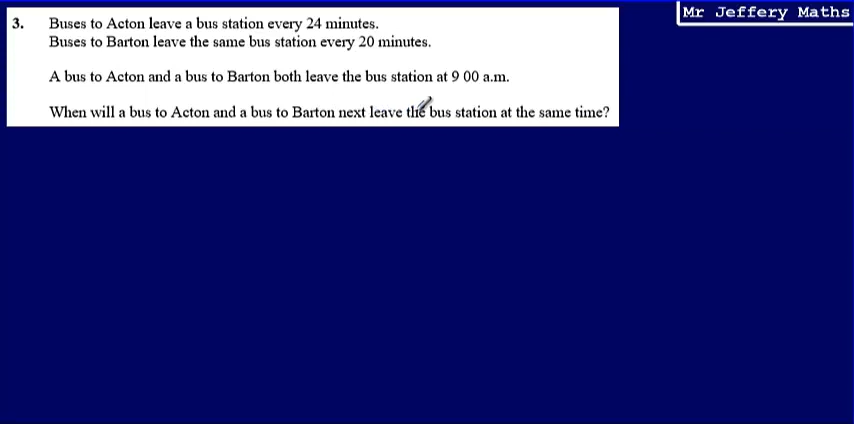 Mr Jeffery Maths
3. Buses to Acton leave a bus station every 24 minutes.
Buses to Barton leave the same bus station every 20 minutes.
A bus to Acton and a bus to Barton both leave the bus station at 9 00 a.m.
When will a bus to Acton and a bus to Barton next leave the bus station at the same time?